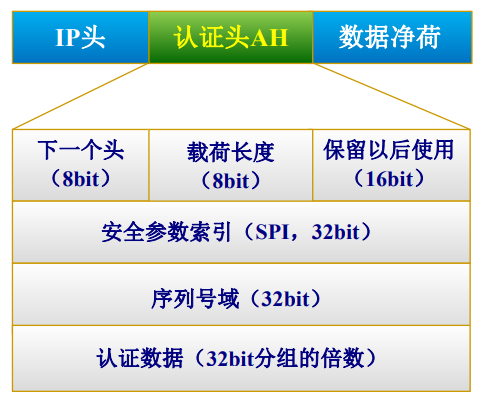 IP头
认证头AH
数据净荷
下一个头
（8bit）
载荷长度
（8bit）
保留以后使用
（16bit）
安全参数索引（SPI，32bit）
序列号域（32bit）
认证数据（32bit分组的倍数）